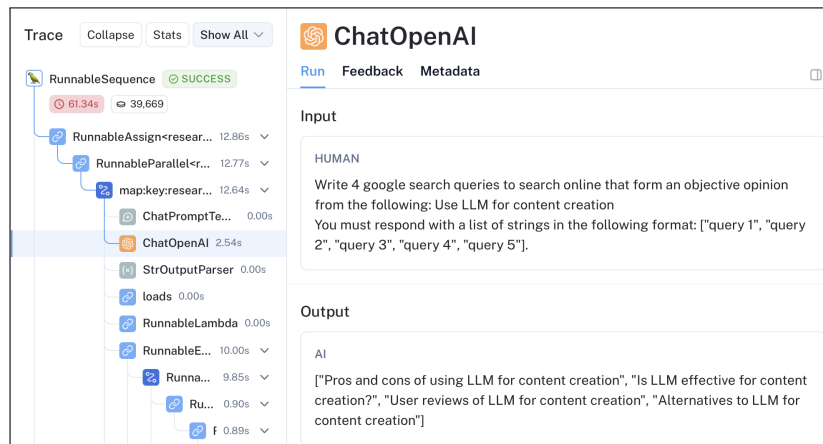 Trace
Collapse
Stats
Show All
RunnableSequence
SUCCESS
61.34s
39,669
RunnableAssign<resear... 12.86s
RunnableParallel<r... 12.77s
map:key:resear... 12.64s
ChatPromptTe... 0.00s
ChatOpenAI 2.54s
StrOutputParser 0.00s
loads 0.00s
RunnableLambda 0.00s
RunnableE... 10.00s
Runna... 9.85s
Ru... 0.90s
0.89s
ChatOpenAI
Run Feedback Metadata
Input
HUMAN
Write 4 google search queries to search online that form an objective opinion
from the following: Use LLM for content creation
You must respond with a list of strings in the following format: ["query 1", "query
2", "query 3", "query 4", "query 5"].
Output
AI
["Pros and cons of using LLM for content creation", "Is LLM effective for content
creation?", "User reviews of LLM for content creation", "Alternatives to LLM for
content creation"]